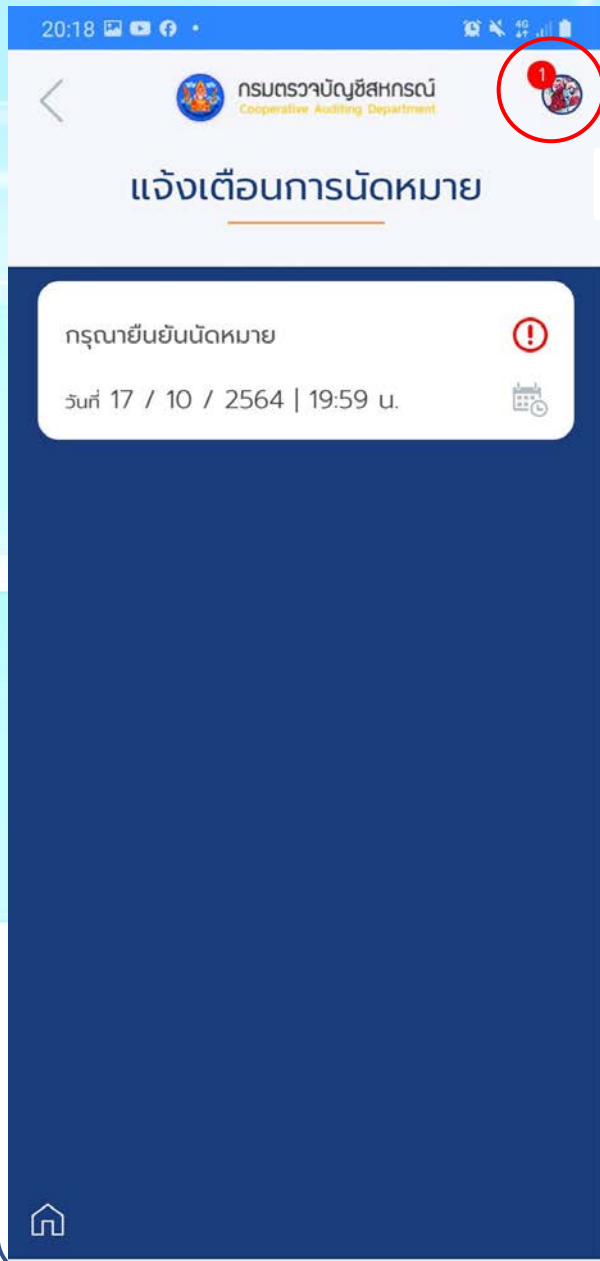 20:18
4G
กรมตรวจบัญชีสหกรณ์
Cooperative Auditing Department
1
แจ้งเตือนการนัดหมาย
กรุณายืนยันนัดหมาย
วันที่ 17 / 10 / 2564 | 19:59 น.